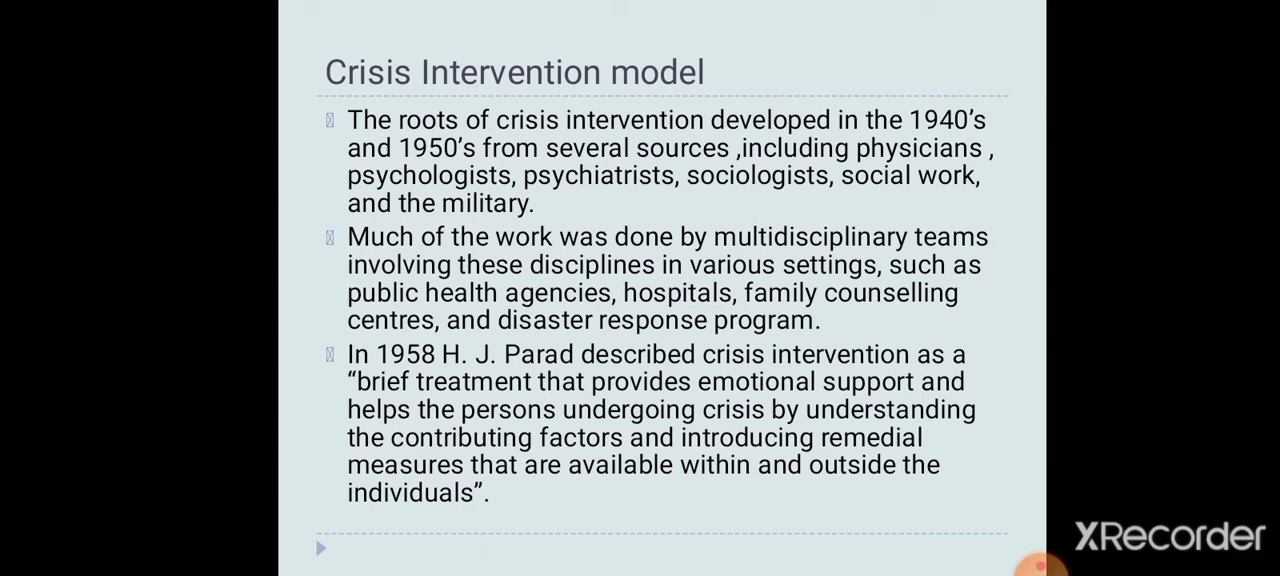 Crisis Intervention model
The roots of crisis intervention developed in the 1940’s
and 1950’s from several sources ,including physicians ,
psychologists, psychiatrists, sociologists, social work,
and the military.
Much of the work was done by multidisciplinary teams
involving these disciplines in various settings, such as
public health agencies, hospitals, family counselling
centres, and disaster response program.
In 1958 H. J. Parad described crisis intervention as a
“brief treatment that provides emotional support and
helps the persons undergoing crisis by understanding
the contributing factors and introducing remedial
measures that are available within and outside the
individuals”.
XRecorder